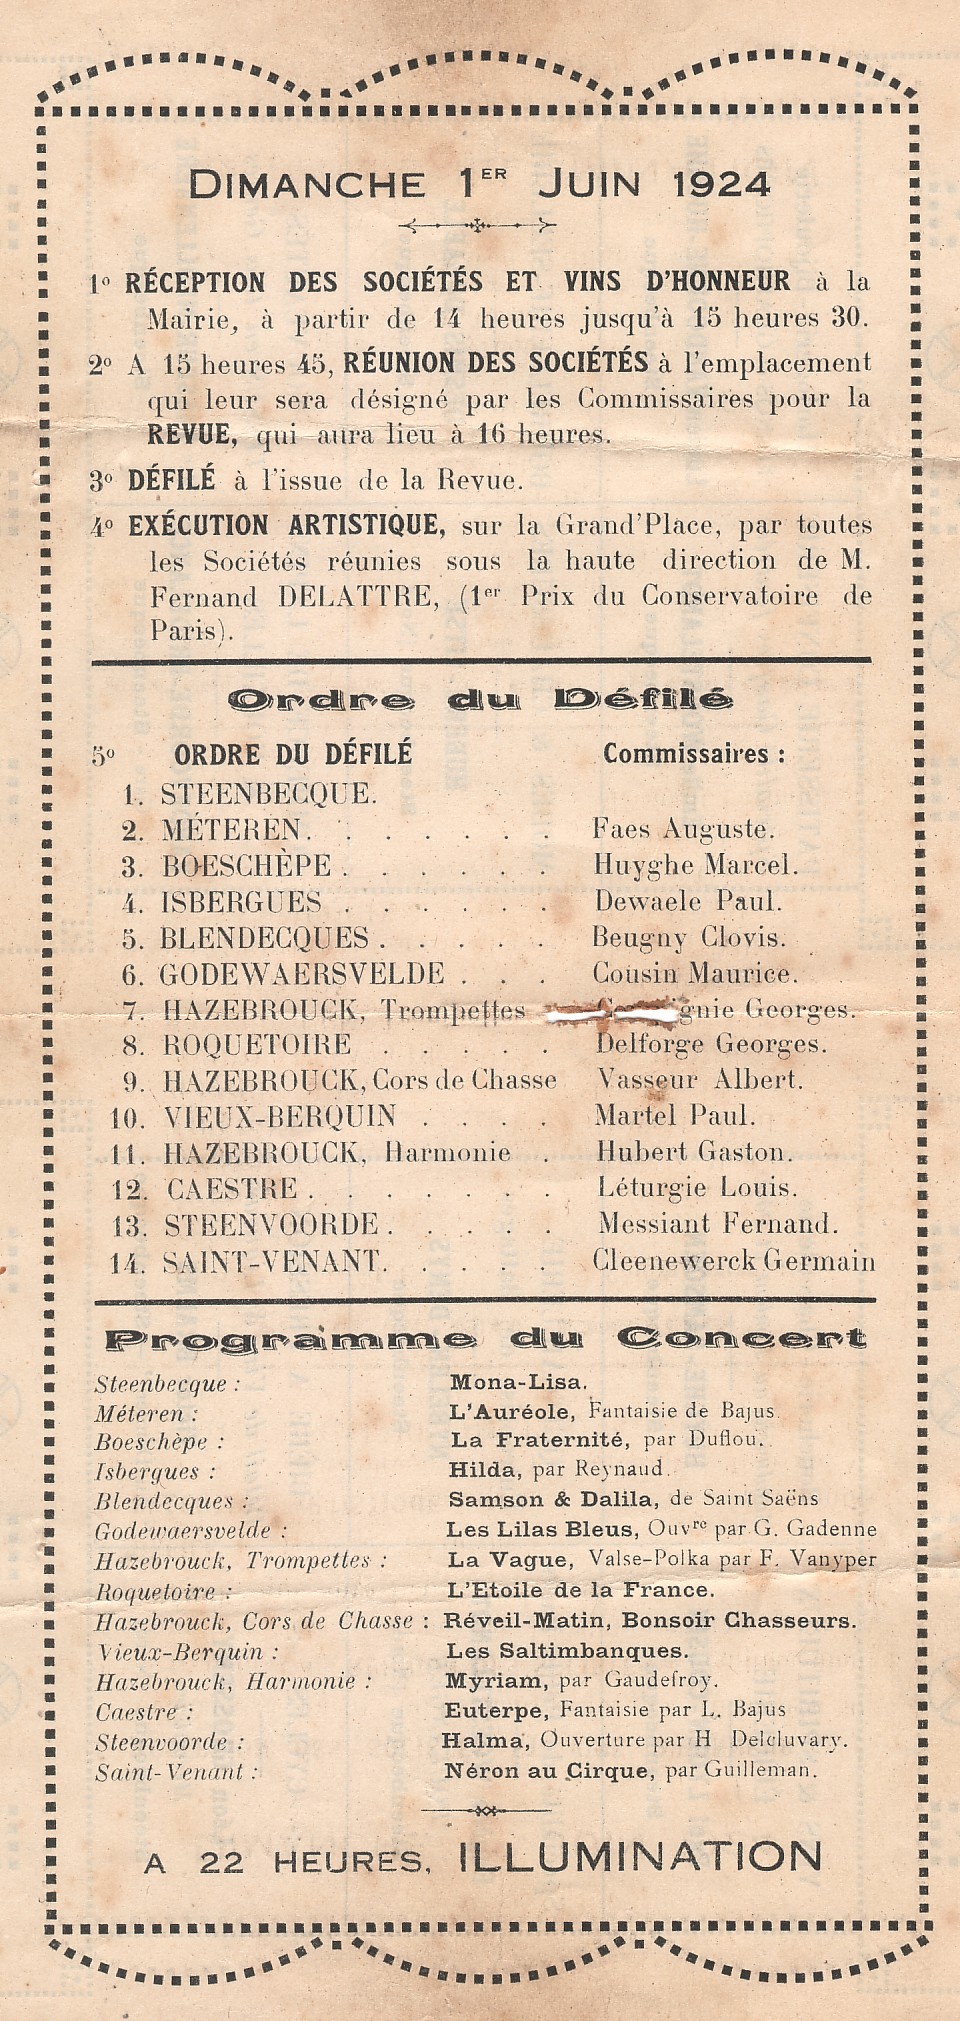 DIMANCHE 1ER JUIN 1924
1º RÉCEPTION DES SOCIÉTÉS ET VINS D'HONNEUR à la
Mairie, à partir de 14 heures jusqu'à 15 heures 30.
2º A 15 heures 45, RÉUNION DES SOCIÉTÉS à l'emplacement
qui leur sera désigné par les Commissaires pour la
REVUE, qui aura lieu à 16 heures.
3º DÉFILÉ à l'issue de la Revue.
4º EXÉCUTION ARTISTIQUE, sur la Grand'Place, par toutes
les Sociétés réunies sous la haute direction de M.
Fernand DELATTRE, (1er Prix du Conservatoire de
Paris).
Ordre du Défilé
5º ORDRE DU DÉFILÉ Commissaires :
1. STEENBECQUE.
2. MÉTEREN. . . . . . . Faes Auguste.
3. BOESCHÈPE . . . . . . Huyghe Marcel.
4. ISBERGUES . . . . . . Dewaele Paul.
5. BLENDECQUES . . . . . Beugny Clovis.
6. GODEWAERSVELDE . . . Cousin Maurice.
7. HAZEBROUCK, Trompettes Georges.
8. ROQUETOIRE . . . . . Delforge Georges.
9. HAZEBROUCK, Cors de Chasse Vasseur Albert.
10. VIEUX-BERQUIN . . . . Martel Paul.
11. HAZEBROUCK, Harmonie . Hubert Gaston.
12. CAESTRE . . . . . . . Léturgie Louis.
13. STEENVOORDE . . . . . Messiant Fernand.
14. SAINT-VENANT. . . . . Cleenewerck Germain
Programme du Concert
Steenbecque : Mona-Lisa.
Méteren : L'Auréole, Fantaisie de Bajus.
Boeschèpe : La Fraternité, par Duflou.
Isbergues : Hilda, par Reynaud.
Blendecques : Samson & Dalila, de Saint Saëns
Godewaersvelde : Les Lilas Bleus, Ouvre par G. Gadenne
Hazebrouck, Trompettes : La Vague, Valse-Polka par F. Vanyper
Roquetoire : L'Etoile de la France.
Hazebrouck, Cors de Chasse : Réveil-Matin, Bonsoir Chasseurs.
Vieux-Berquin : Les Saltimbanques.
Hazebrouck, Harmonie : Myriam, par Gaudefroy.
Caestre : Euterpe, Fantaisie par L. Bajus
Steenvoorde : Halma, Ouverture par H Delcluvary.
Saint-Venant : Néron au Cirque, par Guilleman.
A 22 HEURES, ILLUMINATION